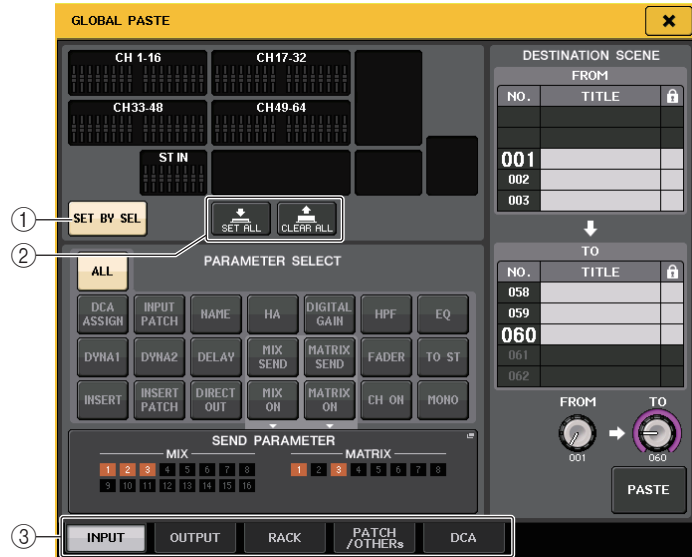 GLOBAL PASTE
CH 1-16
CH17-32
CH33-48
CH49-64
ST IN
① SET BY SEL
② SET ALL
CLEAR ALL
PARAMETER SELECT
ALL
DCA ASSIGN
INPUT PATCH
NAME
HA
DIGITAL GAIN
HPF
EQ
DYNA1
DYNA2
DELAY
MIX SEND
MATRIX SEND
FADER
TO ST
INSERT
INSERT PATCH
DIRECT OUT
MIX ON
MATRIX ON
CH ON
MONO
SEND PARAMETER
MIX
MATRIX
1 2 3 4 5 6 7 8
1 2 3 4 5 6 7 8
9 10 11 12 13 14 15 16
③ INPUT
OUTPUT
RACK
PATCH /OTHERs
DCA
DESTINATION SCENE
FROM
NO. TITLE
001
002
003
TO
NO. TITLE
058
059
060
061
062
FROM TO
001 060
PASTE